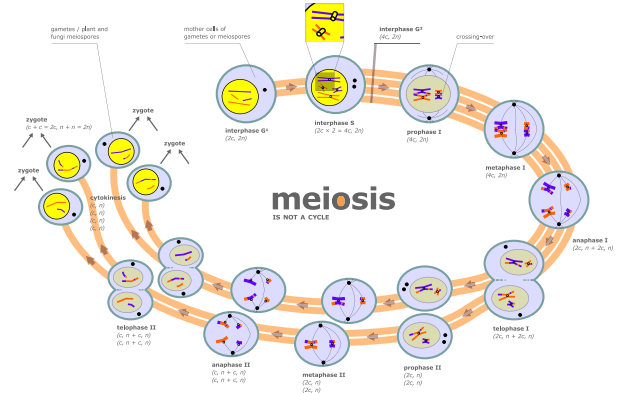 gametes / plant and
fungi meiospores
mother cells of
gametes or meiospores
interphase G²
(4c, 2n)
crossing-over
zygote
zygote
(c + c = 2c, n + n = 2n)
zygote
interphase G¹
(2c, 2n)
interphase S
(2c × 2 = 4c, 2n)
prophase I
(4c, 2n)
metaphase I
(4c, 2n)
cytokinesis
(c, n)
(c, n)
(c, n)
(c, n)
meiosis
IS NOT A CYCLE
anaphase I
(2c, n + 2c, n)
telophase II
(c, n + c, n)
(c, n + c, n)
telophase I
(2c, n + 2c, n)
anaphase II
(c, n + c, n)
(c, n + c, n)
metaphase II
(2c, n)
(2c, n)
prophase II
(2c, n)
(2c, n)